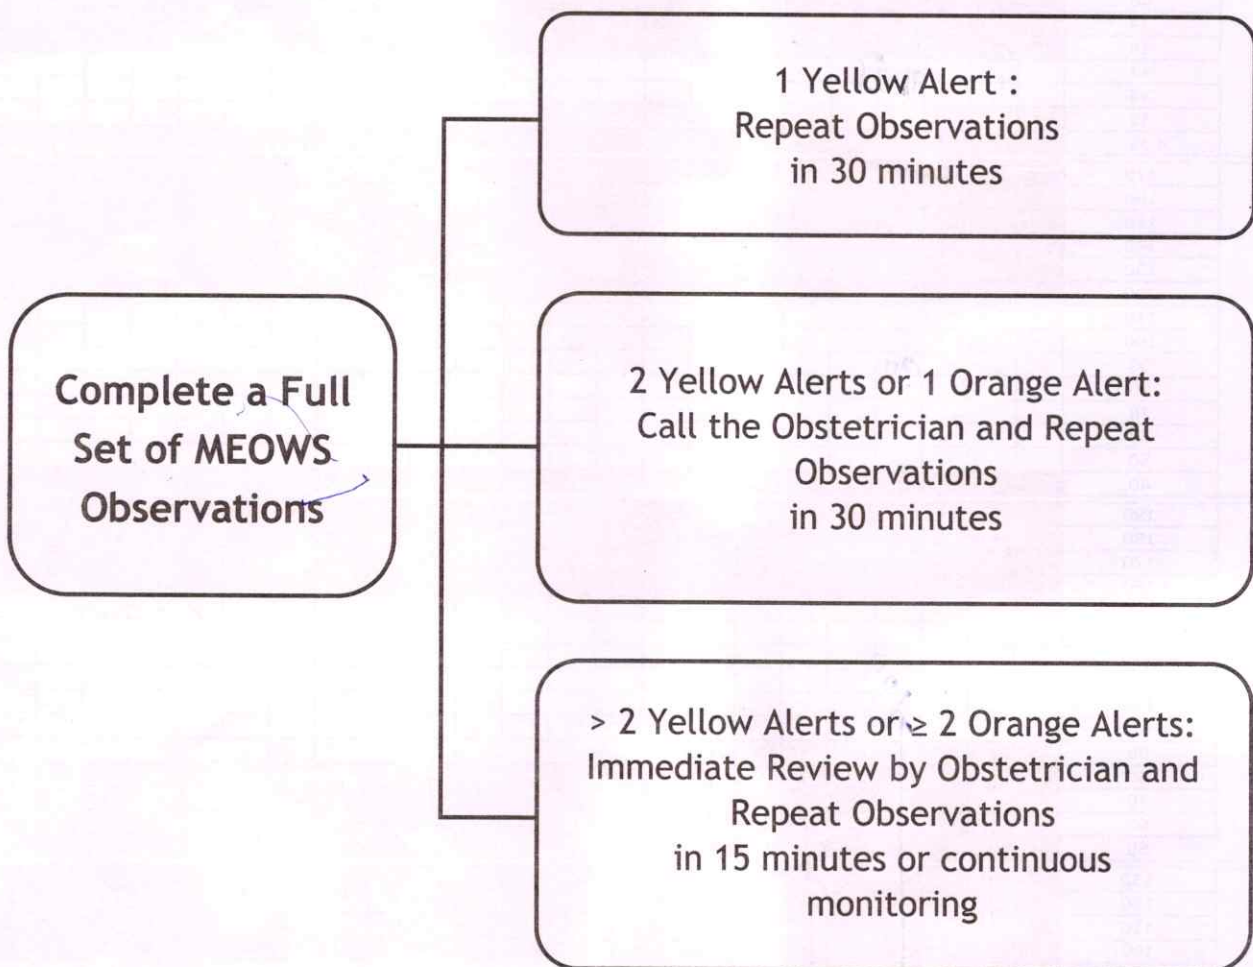 1 Yellow Alert :
Repeat Observations
in 30 minutes
Complete a Full
Set of MEOWS
Observations
2 Yellow Alerts or 1 Orange Alert:
Call the Obstetrician and Repeat
Observations
in 30 minutes
> 2 Yellow Alerts or ≥ 2 Orange Alerts:
Immediate Review by Obstetrician and
Repeat Observations
in 15 minutes or continuous
monitoring